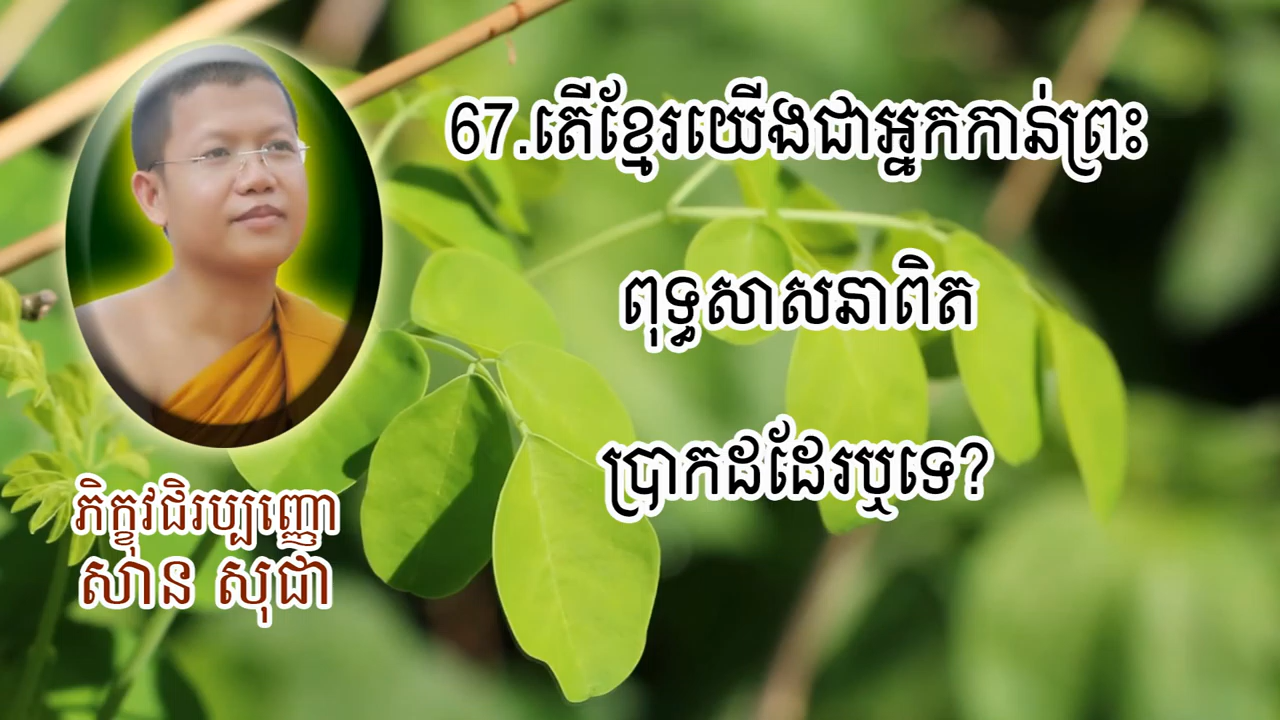 67.តើខ្មែរយើងជាអ្នកកាន់ព្រះ
ពុទ្ធសាសនាពិត
ប្រាកដដែរឬទេ?
ភិក្ខុវជិរប្បញ្ញោ
សាន សុជា